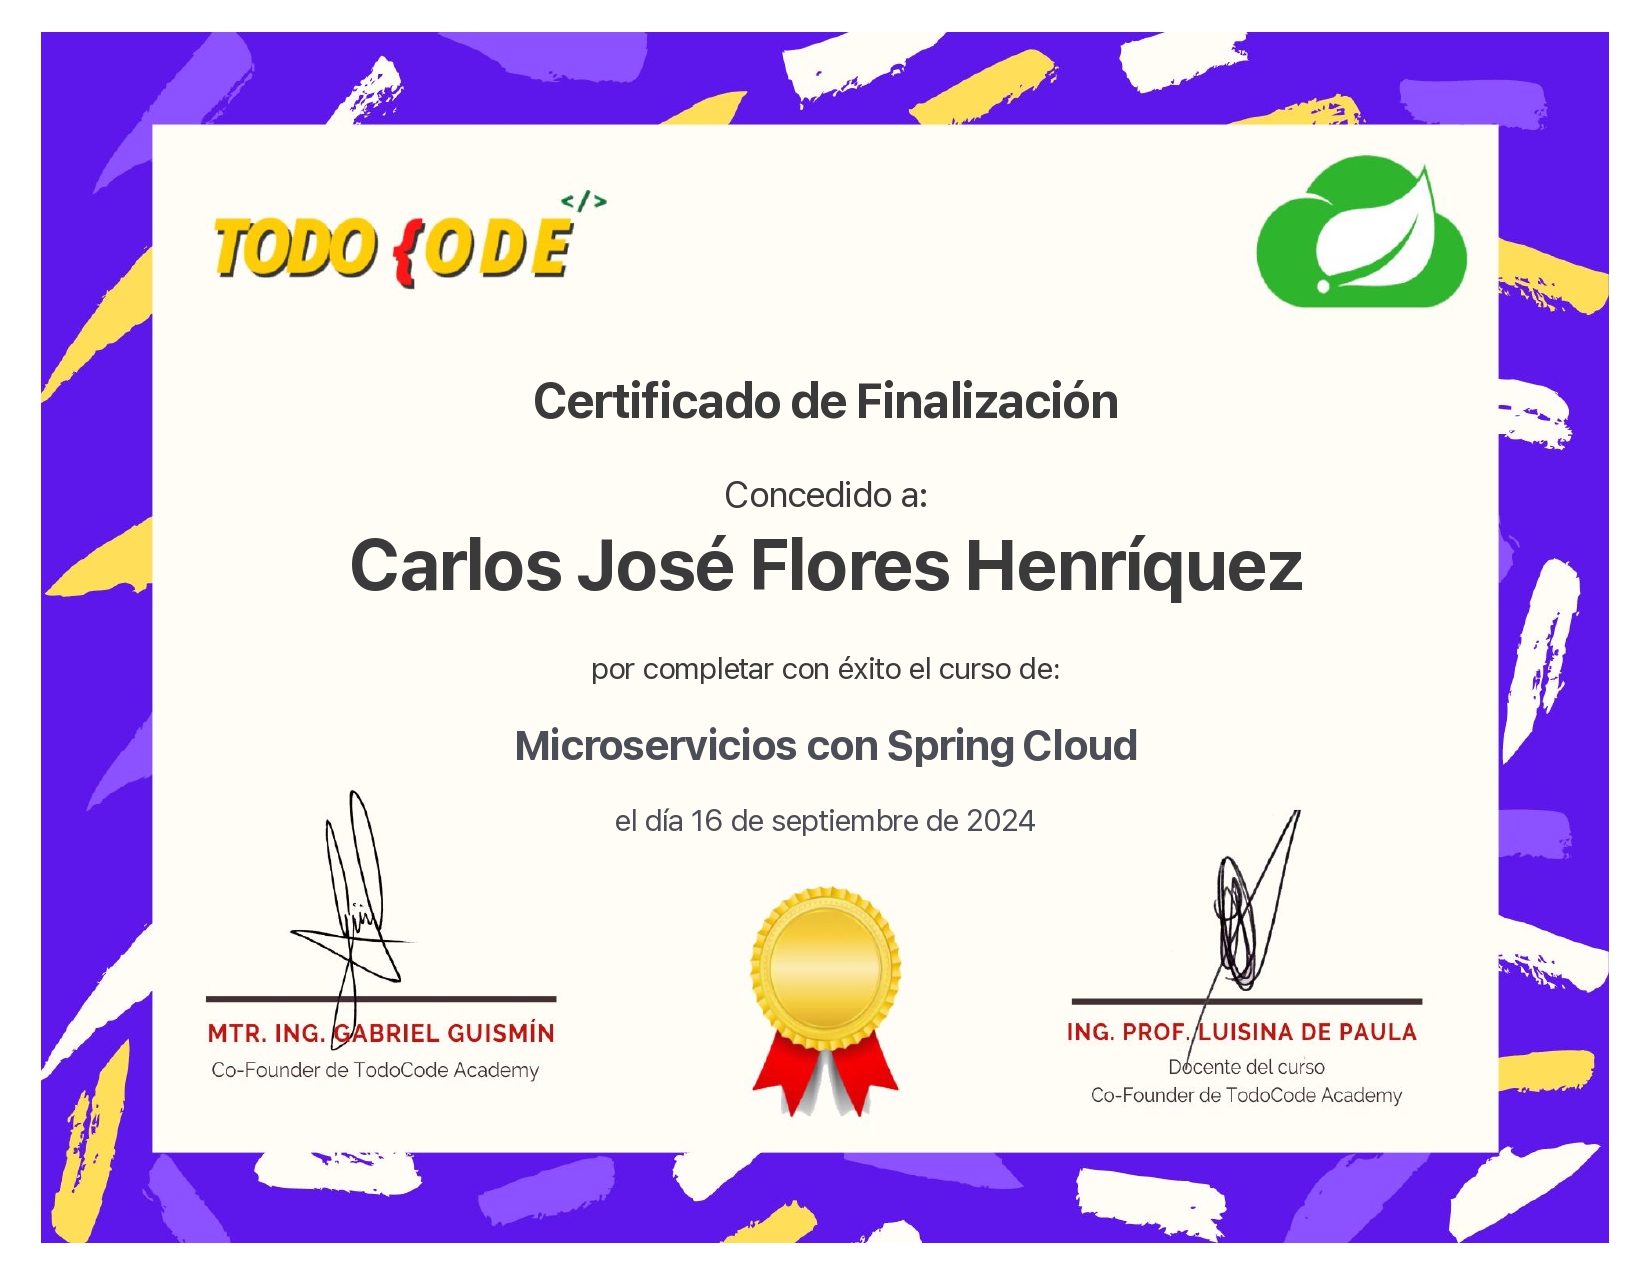 </>
TODO {ODE
Certificado de Finalización
Concedido a:
Carlos José Flores Henríquez
por completar con éxito el curso de:
Microservicios con Spring Cloud
el día 16 de septiembre de 2024
MTR. ING. GABRIEL GUISMÍN
Co-Founder de TodoCode Academy
ING. PROF. LUISINA DE PAULA
Docente del curso
Co-Founder de TodoCode Academy